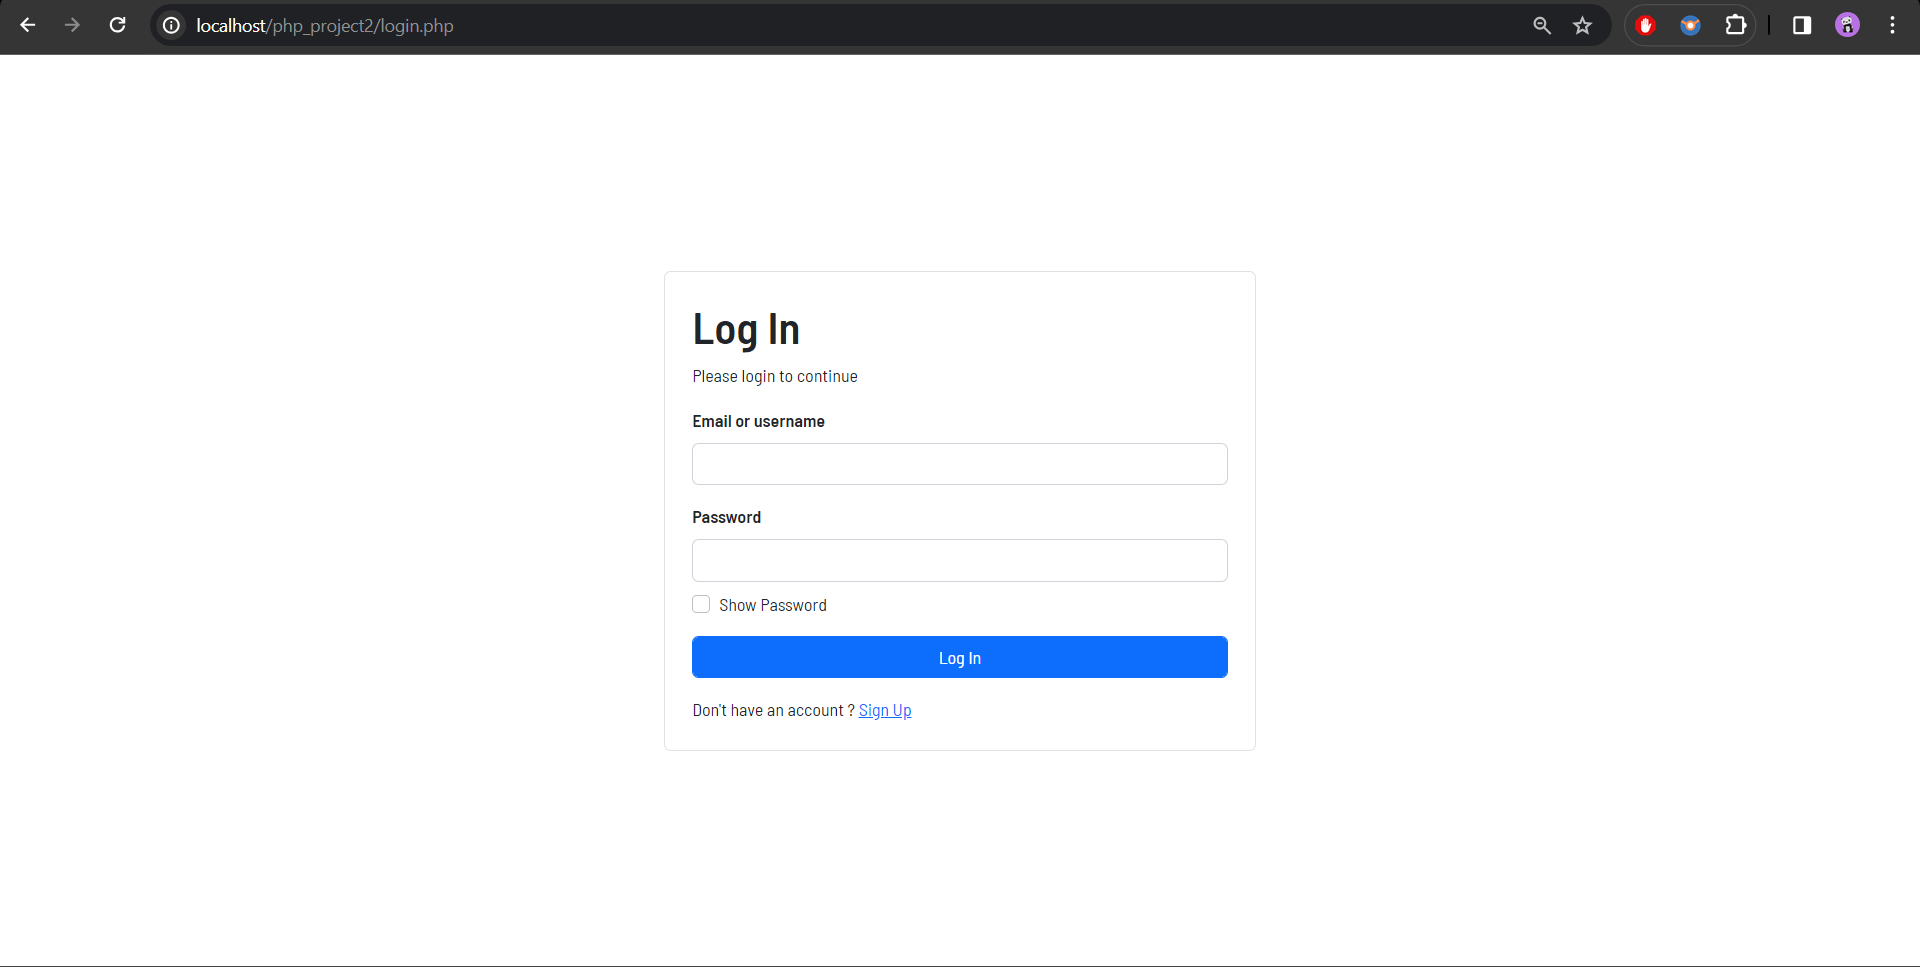 localhost/php_project2/login.php
Log In
Please login to continue
Email or username
Password
Show Password
Log In
Don't have an account ? Sign Up